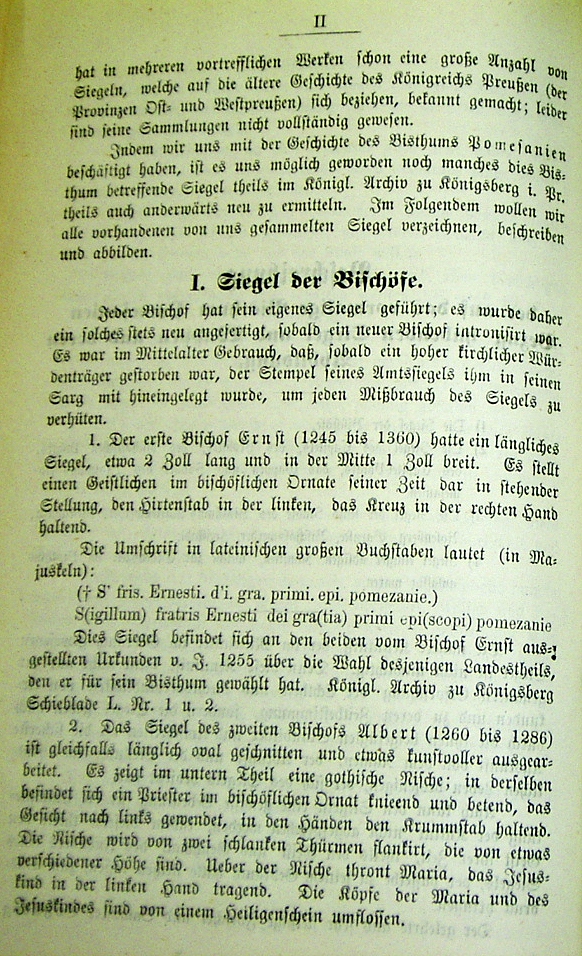 II
hat in mehreren vortrefflichen Werken schon eine große Anzahl von
Siegeln, welche auf die ältere Geschichte des Königreichs Preußen (der
Provinzen Ost- und Westpreußen) sich beziehen, bekannt gemacht; leider
sind seine Sammlungen nicht vollständig gewesen.
Indem wir uns mit der Geschichte des Bisthums Pomesanien
beschäftigt haben, ist es uns möglich geworden noch manches dies Bis-
thum betreffende Siegel theils im Königl. Archiv zu Königsberg i. Pr.
theils auch anderwärts neu zu ermitteln. Im Folgendem wollen wir
alle vorhandenen von uns gesammelten Siegel verzeichnen, beschreiben
und abbilden.
I. Siegel der Bischöfe.
Jeder Bischof hat sein eigenes Siegel geführt; es wurde daher
ein solches stets neu angefertigt, sobald ein neuer Bischof intronisirt war.
Es war im Mittelalter Gebrauch, daß, sobald ein hoher kirchlicher Wür-
denträger gestorben war, der Stempel seines Amtssiegels ihm in seinen
Sarg mit hineingelegt wurde, um jeden Mißbrauch des Siegels zu
verhüten.
1. Der erste Bischof Ernst (1245 bis 1360) hatte ein längliches
Siegel, etwa 2 Zoll lang und in der Mitte 1 Zoll breit. Es stellt
einen Geistlichen im bischöflichen Ornate seiner Zeit dar in stehender
Stellung, den Hirtenstab in der linken, das Kreuz in der rechten Hand
haltend.
Die Umschrift in lateinischen großen Buchstaben lautet (in Ma-
juskeln):
(† S' fris. Ernesti. d'i. gra. primi. epi. pomezanie.)
S(igillum) fratris Ernesti dei gra(tia) primi epi(scopi) pomezanie
Dies Siegel befindet sich an den beiden vom Bischof Ernst aus-
gestellten Urkunden v. J. 1255 über die Wahl desjenigen Landestheils,
den er für sein Bisthum gewählt hat. Königl. Archiv zu Königsberg
Schieblade L. Nr. 1 u. 2.
2. Das Siegel des zweiten Bischofs Albert (1260 bis 1286)
ist gleichfalls länglich oval geschnitten und etwas kunstvoller ausgear-
beitet. Es zeigt im untern Theil eine gothische Nische; in derselben
befindet sich ein Priester im bischöflichen Ornat knieend und betend, das
Gesicht nach links gewendet, in den Händen den Krummstab haltend.
Die Nische wird von zwei schlanken Thürmen flankirt, die von etwas
verschiedener Höhe sind. Ueber der Nische thront Maria, das Jesus-
kind in der linken Hand tragend. Die Köpfe der Maria und des
Jesuskindes sind von einem Heiligenschein umflossen.